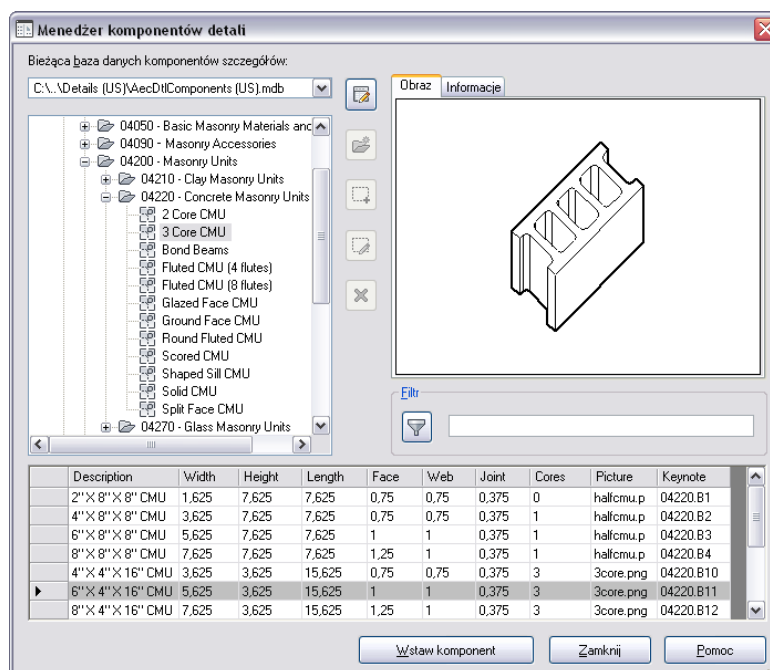 Menedżer komponentów detali
Bieżąca baza danych komponentów szczegółów:
C:\..\Details (US)\AecDtlComponents (US).mdb
04050 - Basic Masonry Materials and
04090 - Masonry Accessories
04200 - Masonry Units
04210 - Clay Masonry Units
04220 - Concrete Masonry Units
2 Core CMU
3 Core CMU
Bond Beams
Fluted CMU (4 flutes)
Fluted CMU (8 flutes)
Glazed Face CMU
Ground Face CMU
Round Fluted CMU
Scored CMU
Shaped Sill CMU
Solid CMU
Split Face CMU
04270 - Glass Masonry Units
Obraz Informacje
Filtr
Description Width Height Length Face Web Joint Cores Picture Keynote
2" X 8" X 8" CMU 1,625 7,625 7,625 0,75 0,75 0,375 0 halfcmu.p 04220.B1
4" X 8" X 8" CMU 3,625 7,625 7,625 0,75 0,75 0,375 1 halfcmu.p 04220.B2
6" X 8" X 8" CMU 5,625 7,625 7,625 1 1 0,375 1 halfcmu.p 04220.B3
8" X 8" X 8" CMU 7,625 7,625 7,625 1,25 1 0,375 1 halfcmu.p 04220.B4
4" X 4" X 16" CMU 3,625 3,625 15,625 0,75 0,75 0,375 3 3core.png 04220.B10
6" X 4" X 16" CMU 5,625 3,625 15,625 1 1 0,375 3 3core.png 04220.B11
8" X 4" X 16" CMU 7,625 3,625 15,625 1,25 1 0,375 3 3core.png 04220.B12
Wstaw komponent Zamknij Pomoc